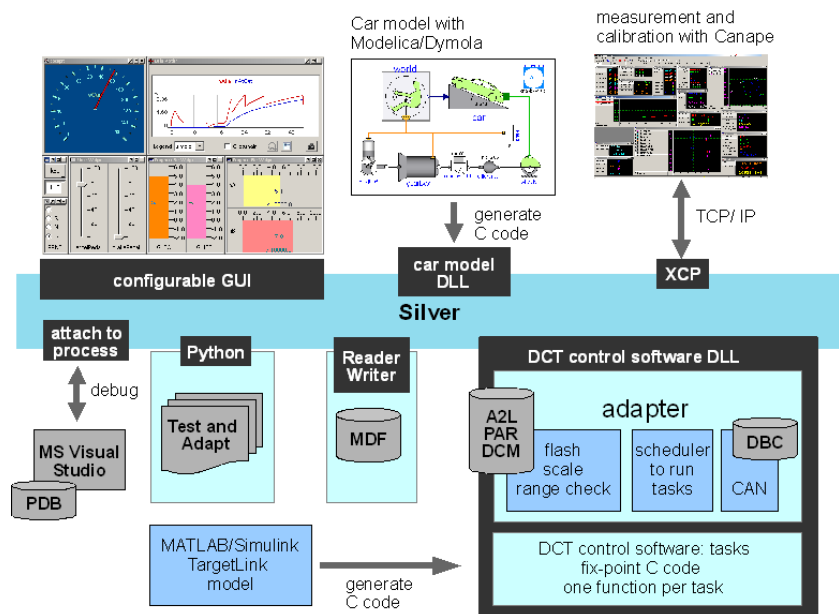 Car model with
Modelica/Dymola
measurement and
calibration with Canape
world
car
Legend
generate
C code
TCP/ IP
configurable GUI
car model
DLL
XCP
Silver
attach to
process
Python
Reader
Writer
DCT control software DLL
debug
Test and
Adapt
MDF
A2L
PAR
DCM
adapter
DBC
MS Visual
Studio
PDB
flash
scale
range check
scheduler
to run
tasks
CAN
MATLAB/Simulink
TargetLink
model
generate
C code
DCT control software: tasks
fix-point C code
one function per task